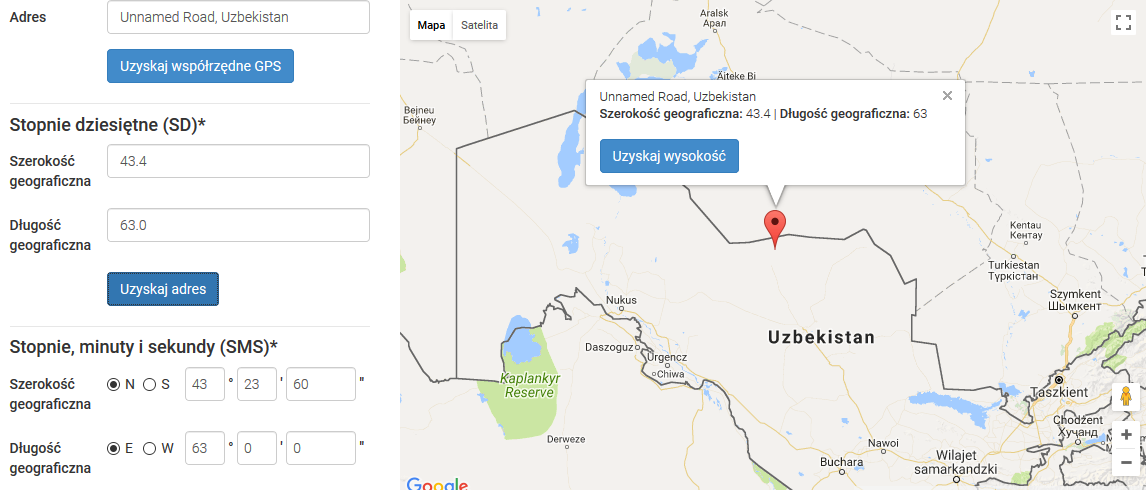 Adres
Unnamed Road, Uzbekistan
Uzyskaj współrzędne GPS
Stopnie dziesiętne (SD)*
Szerokość
geograficzna
43.4
Długość
geograficzna
63.0
Uzyskaj adres
Stopnie, minuty i sekundy (SMS)*
Szerokość
geograficzna
N S 43 ° 23 ' 60 "
Długość
geograficzna
E W 63 ° 0 ' 0 "
Mapa Satelita
Aralsk
Арал
Äiteke Bi
Bejneu
Бейнеу
Unnamed Road, Uzbekistan
Szerokość geograficzna: 43.4 | Długość geograficzna: 63
Uzyskaj wysokość
Kentau
Кентау
Turkiestan
Түркістан
Szymkent
Шымкент
Nukus
Uzbekistan
Daszoguz
Urgencz
Chiwa
Kaplankyr
Reserve
Taszkient
Chodżent
Хучанд
Derweze
Nawoi
Buchara
Wilajet
samarkandzki
Google